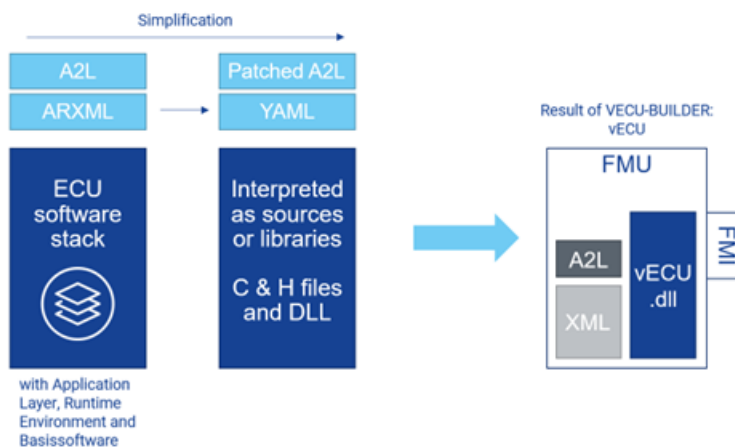 Simplification
A2L
ARXML
ECU
software
stack
with Application
Layer, Runtime
Environment and
Basissoftware
Patched A2L
YAML
Interpreted
as sources
or libraries
C & H files
and DLL
Result of VECU-BUILDER:
vECU
FMU
A2L
XML
vECU
.dll
FMI